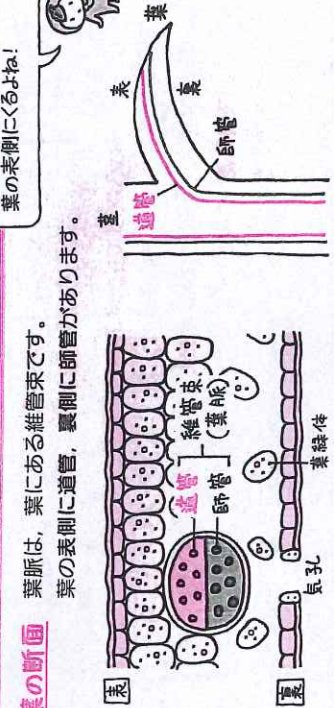 葉の断面
葉脈は,葉にある維管束です。
葉の表側に道管,裏側に師管があります。
葉の表側にくるよね!
表
道管
師管
維管束
(葉脈)
裏
気孔
葉緑体
茎
道管
表
裏
葉
師管